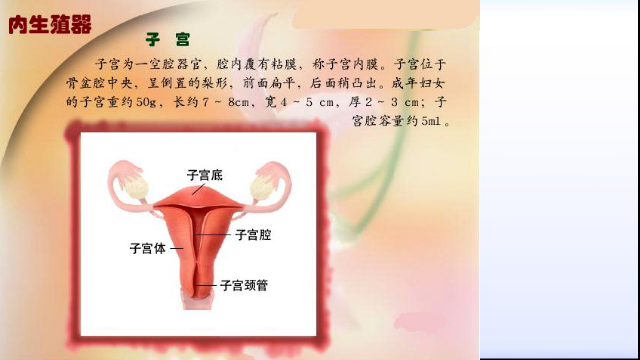 内生殖器
子 宫
子宫为一空腔器官，腔内覆有粘膜，称子宫内膜。子宫位于
骨盆腔中央，呈倒置的梨形，前面扁平，后面稍凸出。成年妇女
的子宫重约50g，长约7～8cm，宽4～5 cm，厚2～3 cm；子
宫腔容量约5ml。
子宫底
子宫腔
子宫体
子宫颈管